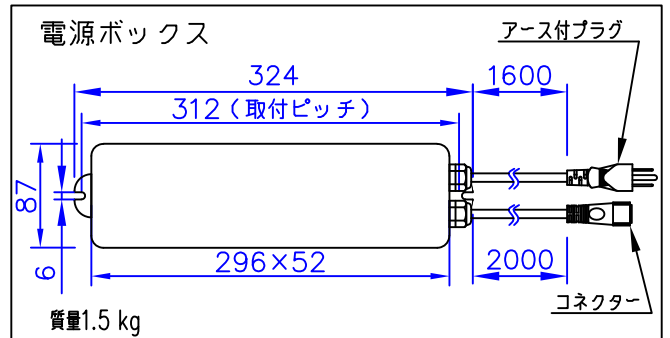 電源ボックス
アース付プラグ
324
1600
312（取付ピッチ）
87
6
296×52
2000
コネクター
質量1.5 kg